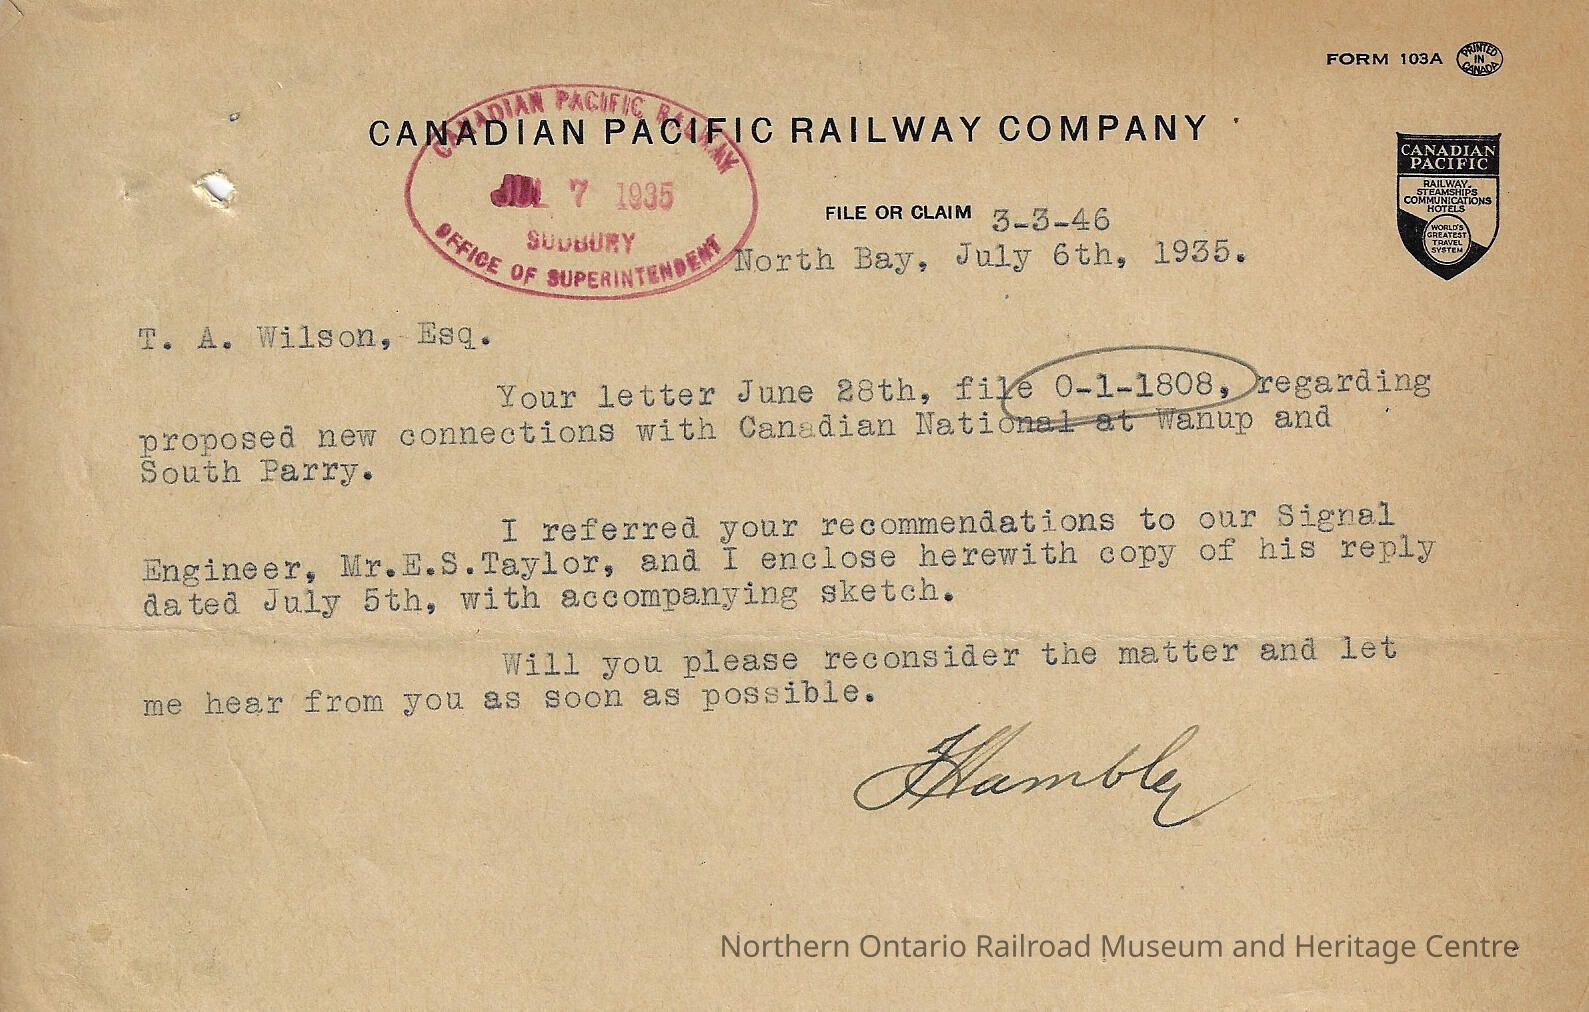 FORM 103A
PRINTED IN CANADA
CANADIAN PACIFIC RAILWAY COMPANY
CANADIAN PACIFIC RAILWAY
JUL 7 1935
SUDBURY
OFFICE OF SUPERINTENDENT
CANADIAN
PACIFIC
RAILWAY.
STEAMSHIPS
COMMUNICATIONS
HOTELS
WORLD'S
GREATEST
TRAVEL
SYSTEM
FILE OR CLAIM 3-3-46
North Bay, July 6th, 1935.
T. A. Wilson, Esq.
Your letter June 28th, file 0-1-1808, regarding
proposed new connections with Canadian National at Wanup and
South Parry.
I referred your recommendations to our Signal
Engineer, Mr.E.S.Taylor, and I enclose herewith copy of his reply
dated July 5th, with accompanying sketch.
Will you please reconsider the matter and let
me hear from you as soon as possible.
Hambly
Northern Ontario Railroad Museum and Heritage Centre